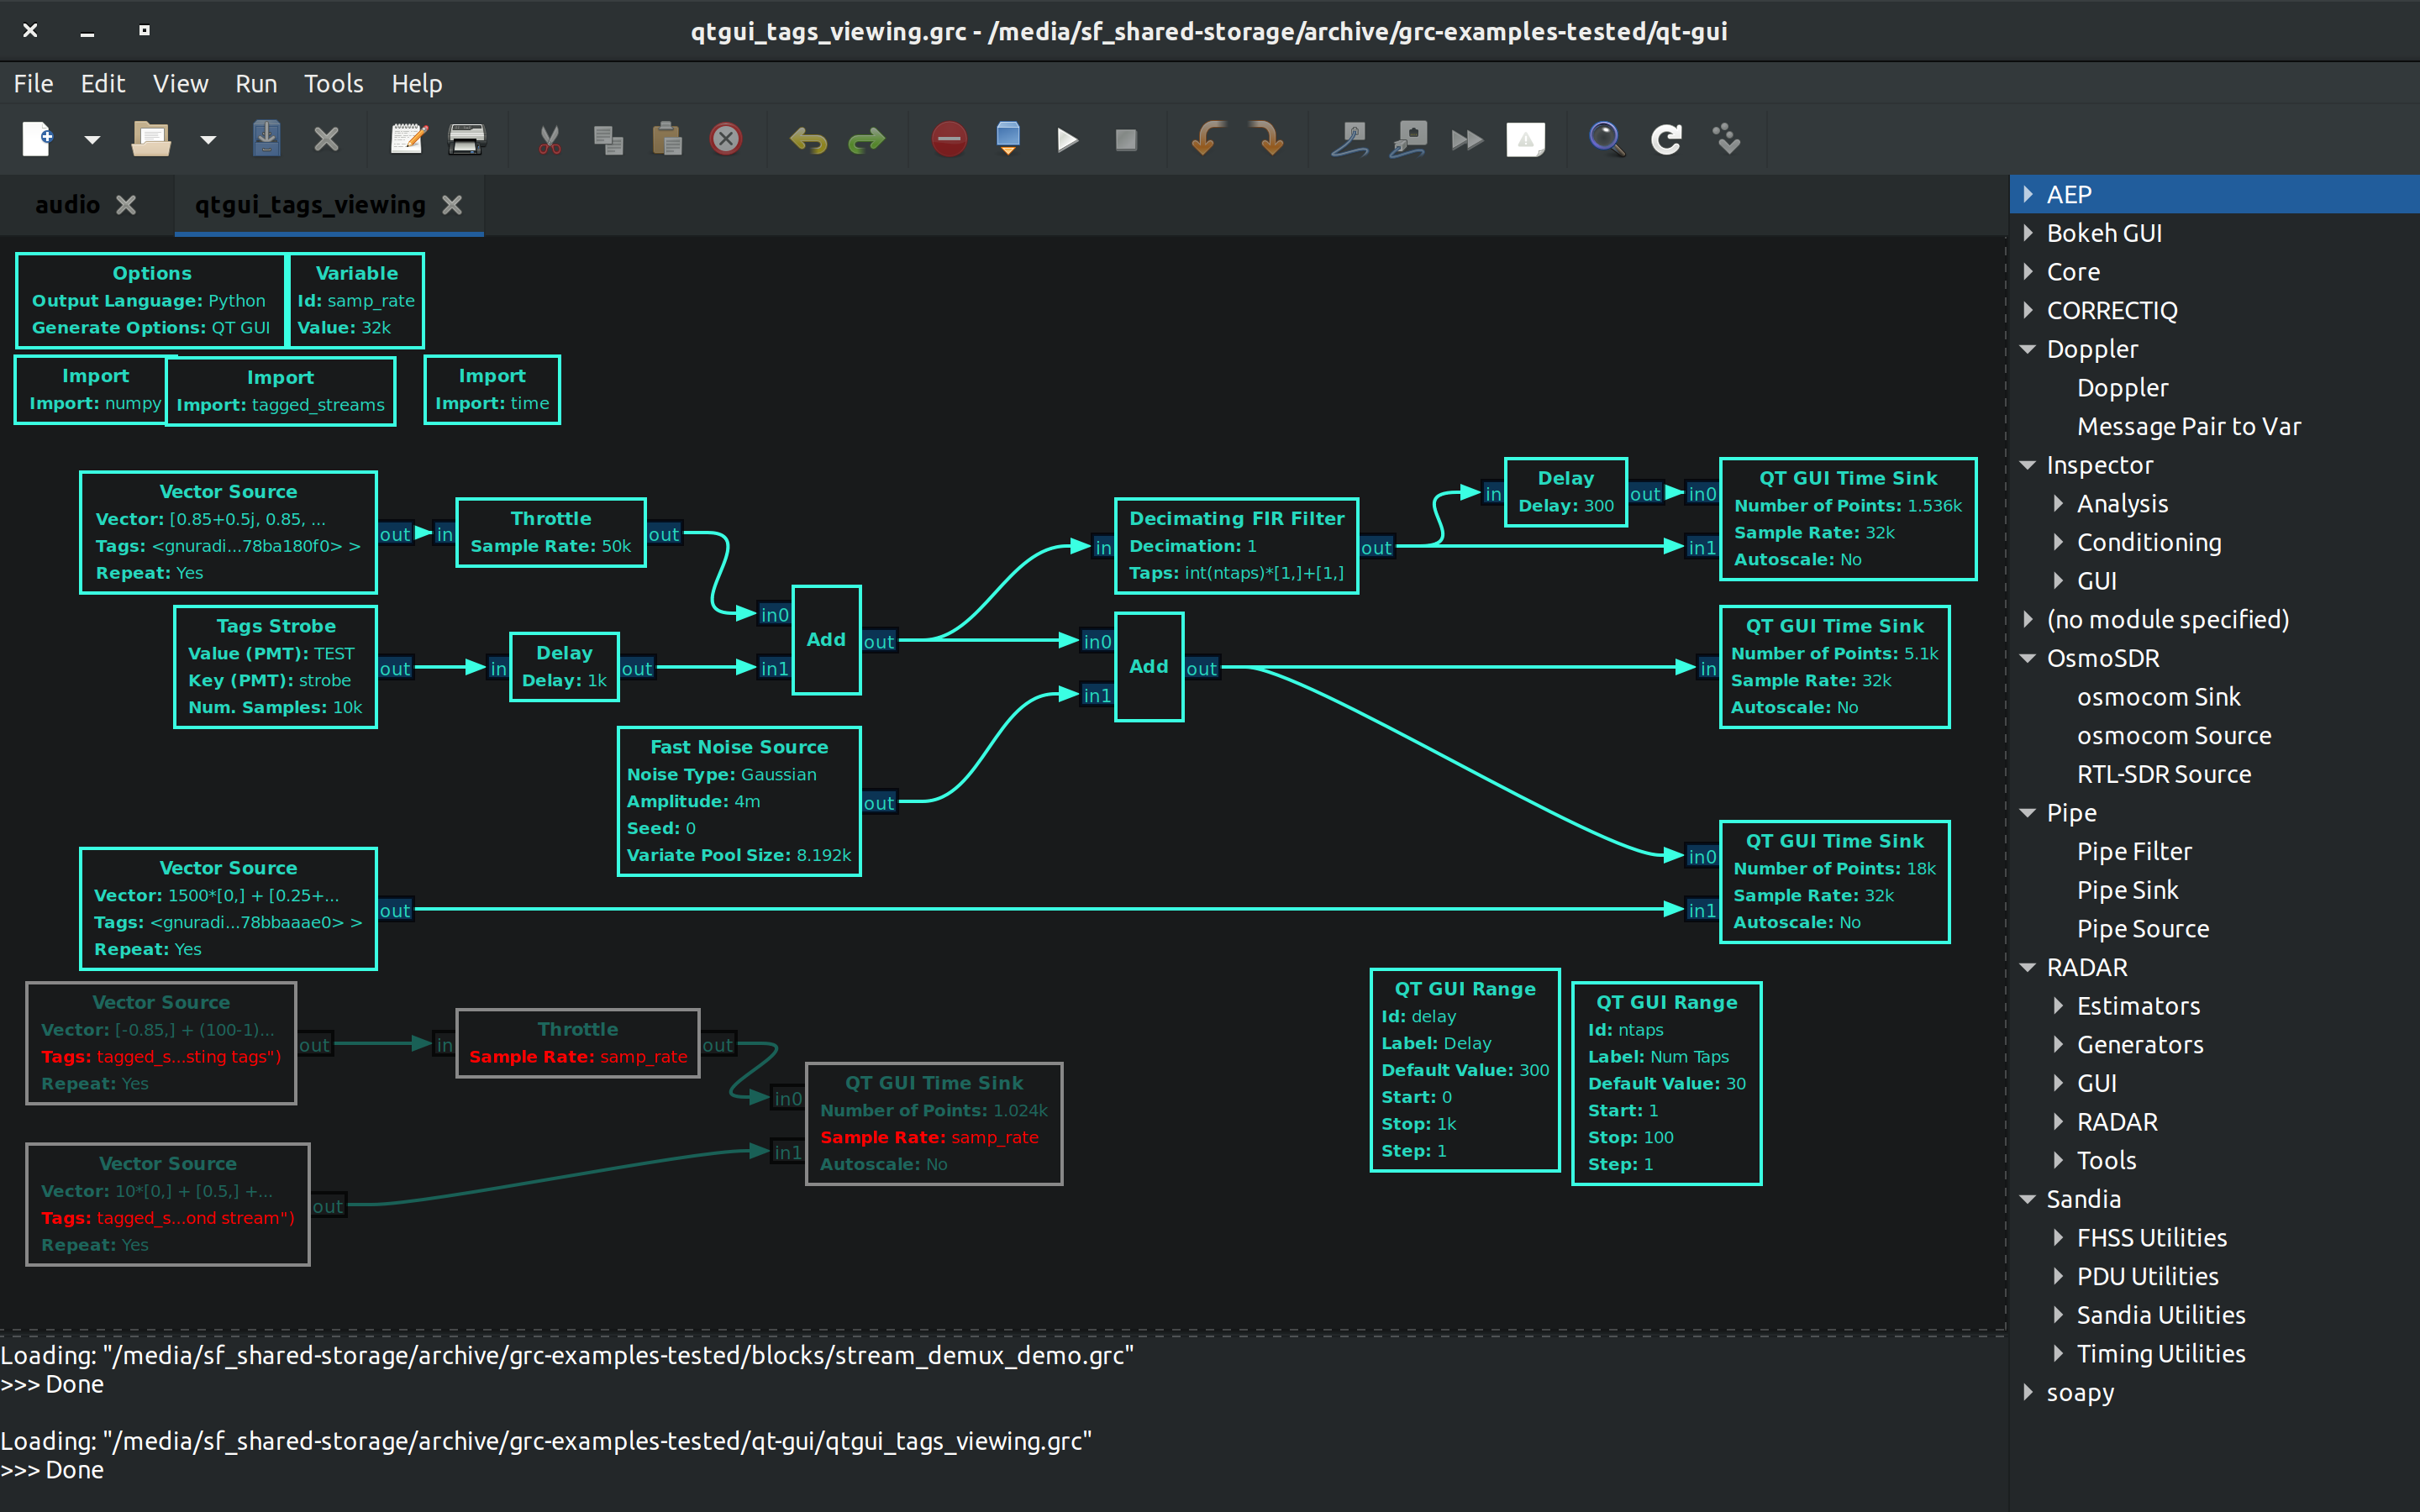 qtgui_tags_viewing.grc - /media/sf_shared-storage/archive/grc-examples-tested/qt-gui
File Edit View Run Tools Help
audio
qtgui_tags_viewing
Options
Output Language: Python
Generate Options: QT GUI
Variable
Id: samp_rate
Value: 32k
Import
Import: numpy
Import
Import: tagged_streams
Import
Import: time
Vector Source
Vector: [0.85+0.5j, 0.85, ...
Tags: <gnuradi...78ba180f0> >
Repeat: Yes
out
in
Throttle
Sample Rate: 50k
out
Tags Strobe
Value (PMT): TEST
Key (PMT): strobe
Num. Samples: 10k
out
in
Delay
Delay: 1k
out
in0
in1
Add
out
Fast Noise Source
Noise Type: Gaussian
Amplitude: 4m
Seed: 0
Variate Pool Size: 8.192k
out
in
Decimating FIR Filter
Decimation: 1
Taps: int(ntaps)*[1,]+[1,]
out
in0
in1
Add
out
in
Delay
Delay: 300
out
in0
in1
QT GUI Time Sink
Number of Points: 1.536k
Sample Rate: 32k
Autoscale: No
in
QT GUI Time Sink
Number of Points: 5.1k
Sample Rate: 32k
Autoscale: No
in0
in1
QT GUI Time Sink
Number of Points: 18k
Sample Rate: 32k
Autoscale: No
Vector Source
Vector: 1500*[0,] + [0.25+...
Tags: <gnuradi...78bbaaae0> >
Repeat: Yes
out
Vector Source
Vector: [-0.85,] + (100-1)...
Tags: tagged_s...sting tags")
Repeat: Yes
out
in
Throttle
Sample Rate: samp_rate
out
Vector Source
Vector: 10*[0,] + [0.5,] +...
Tags: tagged_s...ond stream")
Repeat: Yes
out
in0
in1
QT GUI Time Sink
Number of Points: 1.024k
Sample Rate: samp_rate
Autoscale: No
QT GUI Range
Id: delay
Label: Delay
Default Value: 300
Start: 0
Stop: 1k
Step: 1
QT GUI Range
Id: ntaps
Label: Num Taps
Default Value: 30
Start: 1
Stop: 100
Step: 1
AEP
Bokeh GUI
Core
CORRECTIQ
Doppler
Doppler
Message Pair to Var
Inspector
Analysis
Conditioning
GUI
(no module specified)
OsmoSDR
osmocom Sink
osmocom Source
RTL-SDR Source
Pipe
Pipe Filter
Pipe Sink
Pipe Source
RADAR
Estimators
Generators
GUI
RADAR
Tools
Sandia
FHSS Utilities
PDU Utilities
Sandia Utilities
Timing Utilities
soapy
Loading: "/media/sf_shared-storage/archive/grc-examples-tested/blocks/stream_demux_demo.grc"
>>> Done
Loading: "/media/sf_shared-storage/archive/grc-examples-tested/qt-gui/qtgui_tags_viewing.grc"
>>> Done